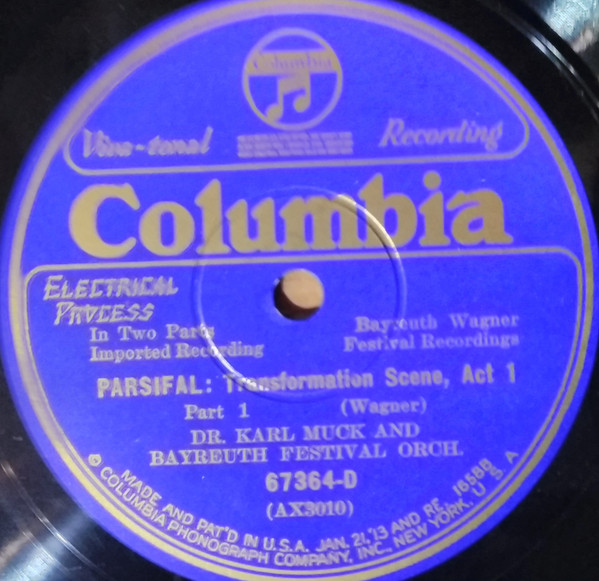 Columbia
Viva-tonal Recording
Columbia
ELECTRICAL
PROCESS
In Two Parts
Imported Recording
Bayreuth Wagner
Festival Recordings
PARSIFAL: Transformation Scene, Act 1
Part 1 (Wagner)
DR. KARL MUCK AND
BAYREUTH FESTIVAL ORCH.
67364-D
(AX3010)
MADE AND PAT'D IN U.S.A. JAN. 21,'13 AND RE. 16588
COLUMBIA PHONOGRAPH COMPANY, INC., NEW YORK, U. S. A